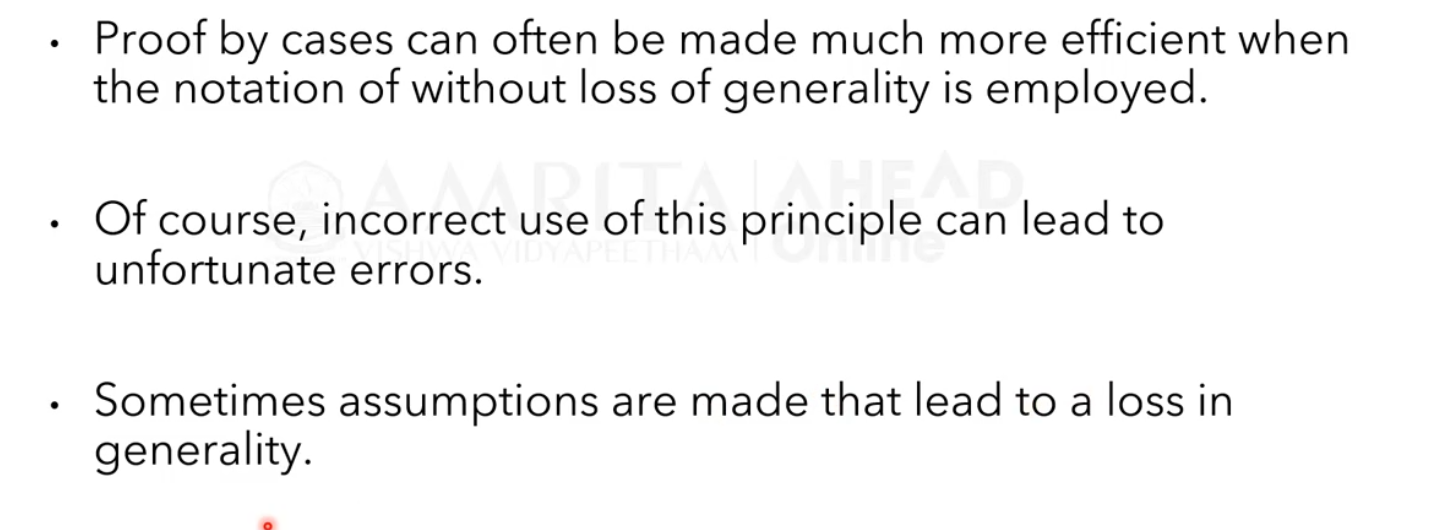 • Proof by cases can often be made much more efficient when
the notation of without loss of generality is employed.
AMRITA AHEAD
VISHWA VIDYAPEETHAM Online
• Of course, incorrect use of this principle can lead to
unfortunate errors.
• Sometimes assumptions are made that lead to a loss in
generality.